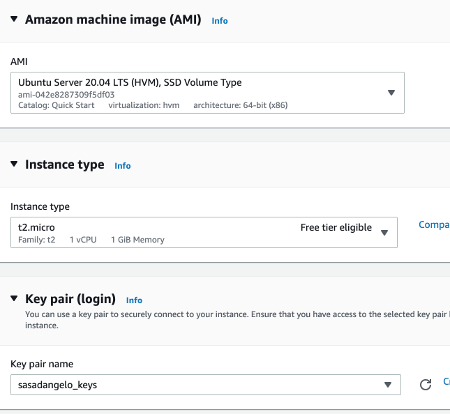 Amazon machine image (AMI) Info
AMI
Ubuntu Server 20.04 LTS (HVM), SSD Volume Type
ami-042e8287309f5df03
Catalog: Quick Start virtualization: hvm architecture: 64-bit (x86)
Instance type Info
Instance type
t2.micro Free tier eligible
Family: t2 1 vCPU 1 GiB Memory
Compa
Key pair (login) Info
You can use a key pair to securely connect to your instance. Ensure that you have access to the selected key pair
instance.
Key pair name
sasadangelo_keys